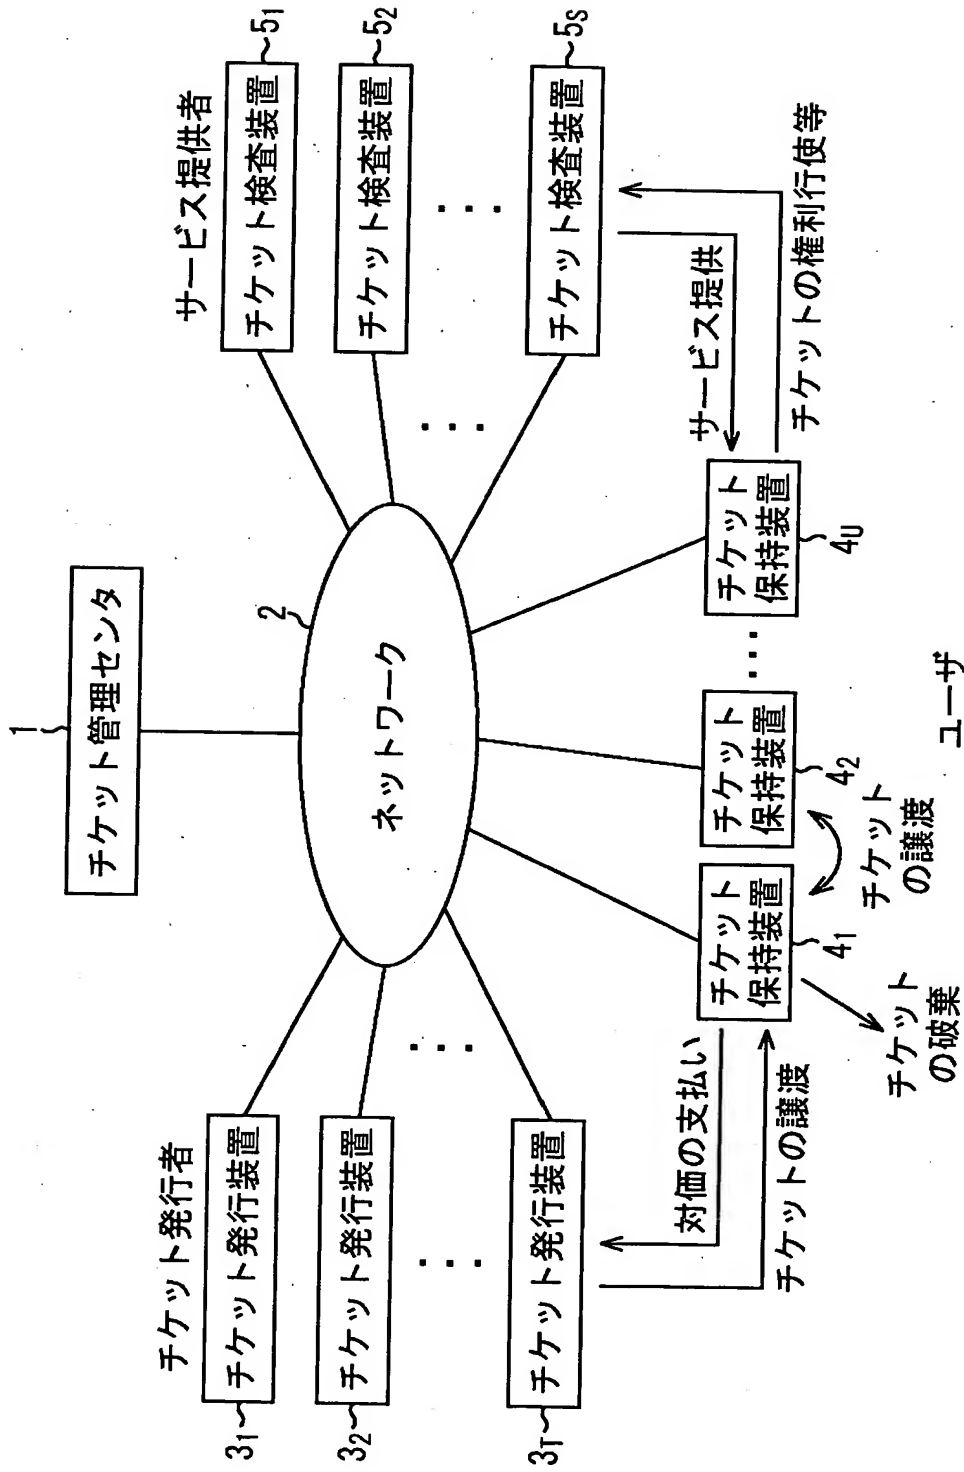 1
チケット管理センタ
2
ネットワーク
チケット発行者
3₁
チケット発行装置
3₂
チケット発行装置
3T
チケット発行装置
サービス提供者
チケット検査装置
5₁
チケット検査装置
5₂
チケット検査装置
5S
対価の支払い
チケットの譲渡
チケット
保持装置
4₁
チケット
保持装置
4₂
チケット
保持装置
4U
サービス提供
チケットの権利行使等
チケット
の破棄
チケット
の譲渡
ユーザ